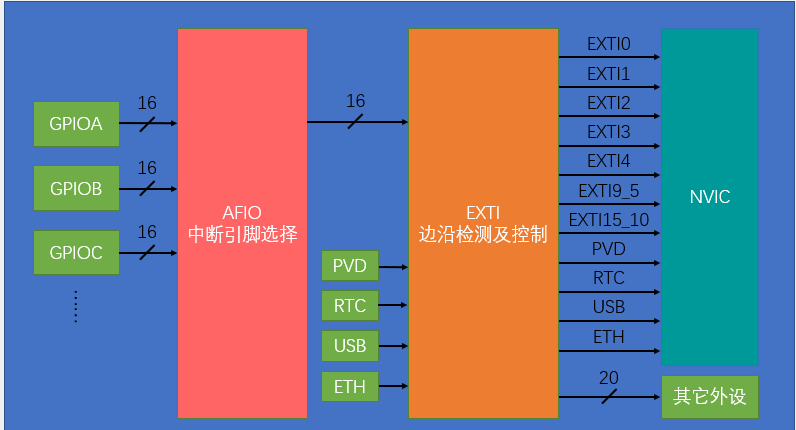 16
GPIOA
16
GPIOB
16
GPIOC
AFIO
中断引脚选择
16
PVD
RTC
USB
ETH
EXTI
边沿检测及控制
EXTI0
EXTI1
EXTI2
EXTI3
EXTI4
EXTI9_5
EXTI15_10
PVD
RTC
USB
ETH
20
NVIC
其它外设